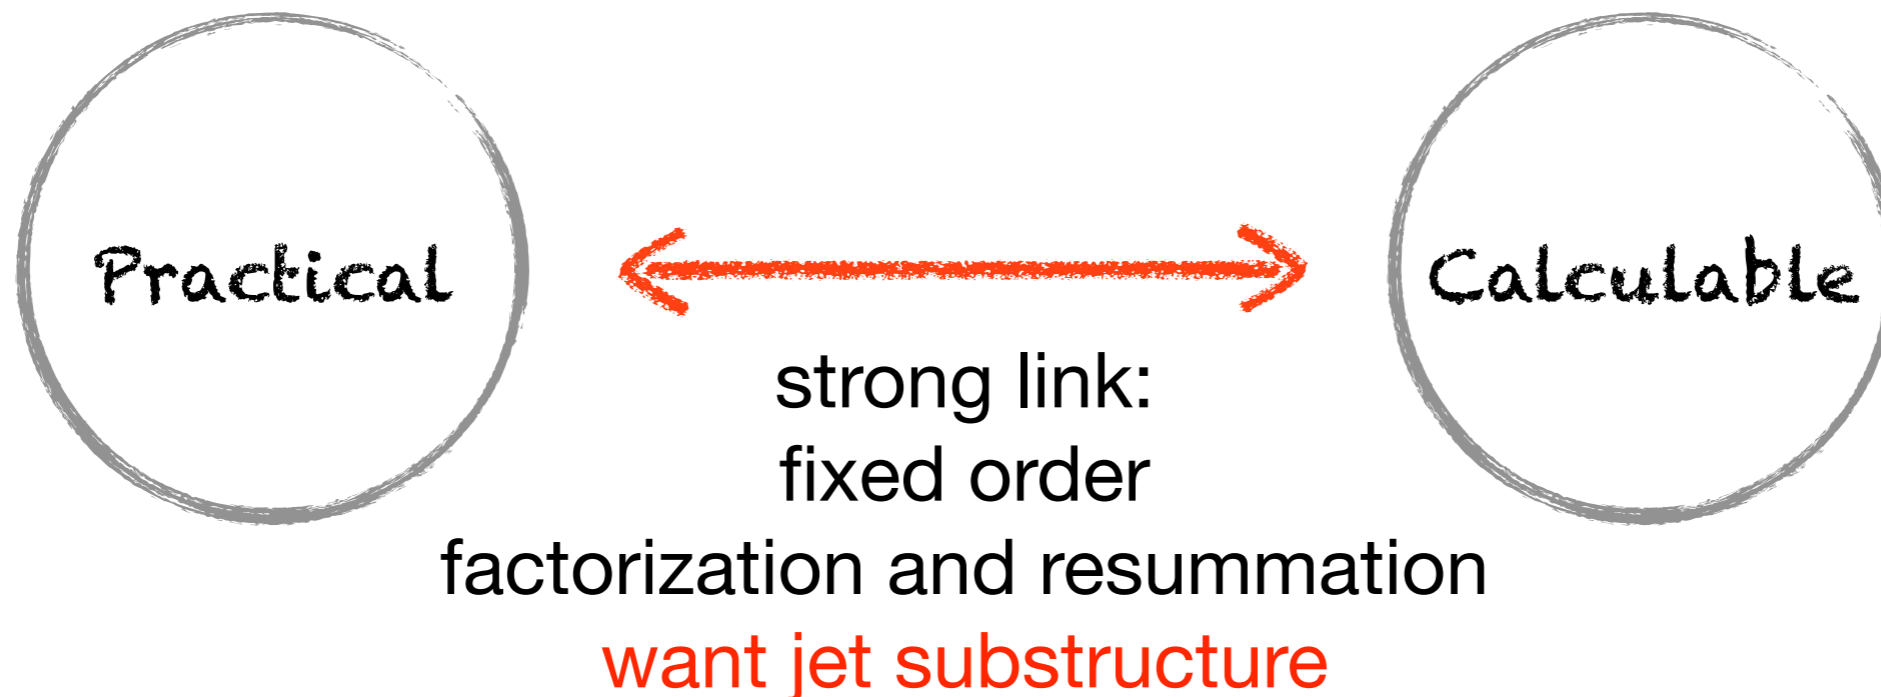 Practical
Calculable
strong link:
fixed order
factorization and resummation
want jet substructure